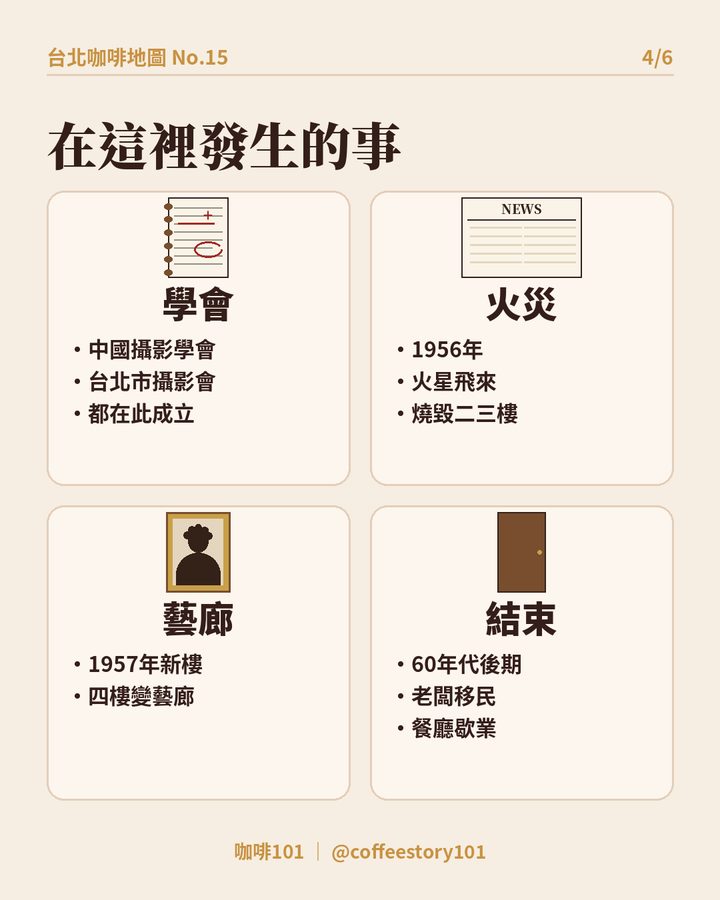 台北咖啡地圖 No.15
4/6
在這裡發生的事
學會
・中國攝影學會
・台北市攝影會
・都在此成立
NEWS
火災
・1956年
・火星飛來
・燒毀二三樓
藝廊
・1957年新樓
・四樓變藝廊
結束
・60年代後期
・老闆移民
・餐廳歇業
咖啡101｜@coffeestory101